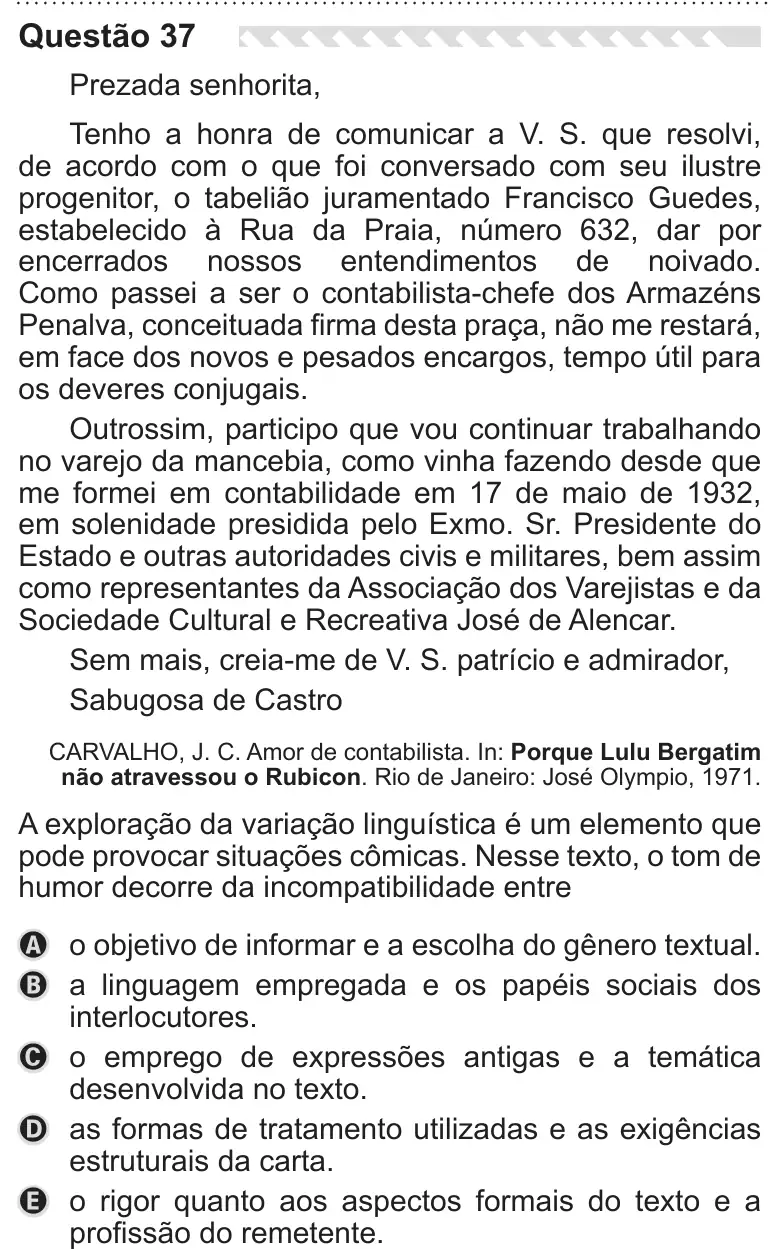 Questão 37
Prezada senhorita,
Tenho a honra de comunicar a V. S. que resolvi,
de acordo com o que foi conversado com seu ilustre
progenitor, o tabelião juramentado Francisco Guedes,
estabelecido à Rua da Praia, número 632, dar por
encerrados nossos entendimentos de noivado.
Como passei a ser o contabilista-chefe dos Armazéns
Penalva, conceituada firma desta praça, não me restará,
em face dos novos e pesados encargos, tempo útil para
os deveres conjugais.
Outrossim, participo que vou continuar trabalhando
no varejo da mancebia, como vinha fazendo desde que
me formei em contabilidade em 17 de maio de 1932,
em solenidade presidida pelo Exmo. Sr. Presidente do
Estado e outras autoridades civis e militares, bem assim
como representantes da Associação dos Varejistas e da
Sociedade Cultural e Recreativa José de Alencar.
Sem mais, creia-me de V. S. patrício e admirador,
Sabugosa de Castro
CARVALHO, J. C. Amor de contabilista. In: Porque Lulu Bergatim
não atravessou o Rubicon. Rio de Janeiro: José Olympio, 1971.
A exploração da variação linguística é um elemento que
pode provocar situações cômicas. Nesse texto, o tom de
humor decorre da incompatibilidade entre
A o objetivo de informar e a escolha do gênero textual.
B a linguagem empregada e os papéis sociais dos
interlocutores.
C o emprego de expressões antigas e a temática
desenvolvida no texto.
D as formas de tratamento utilizadas e as exigências
estruturais da carta.
E o rigor quanto aos aspectos formais do texto e a
profissão do remetente.